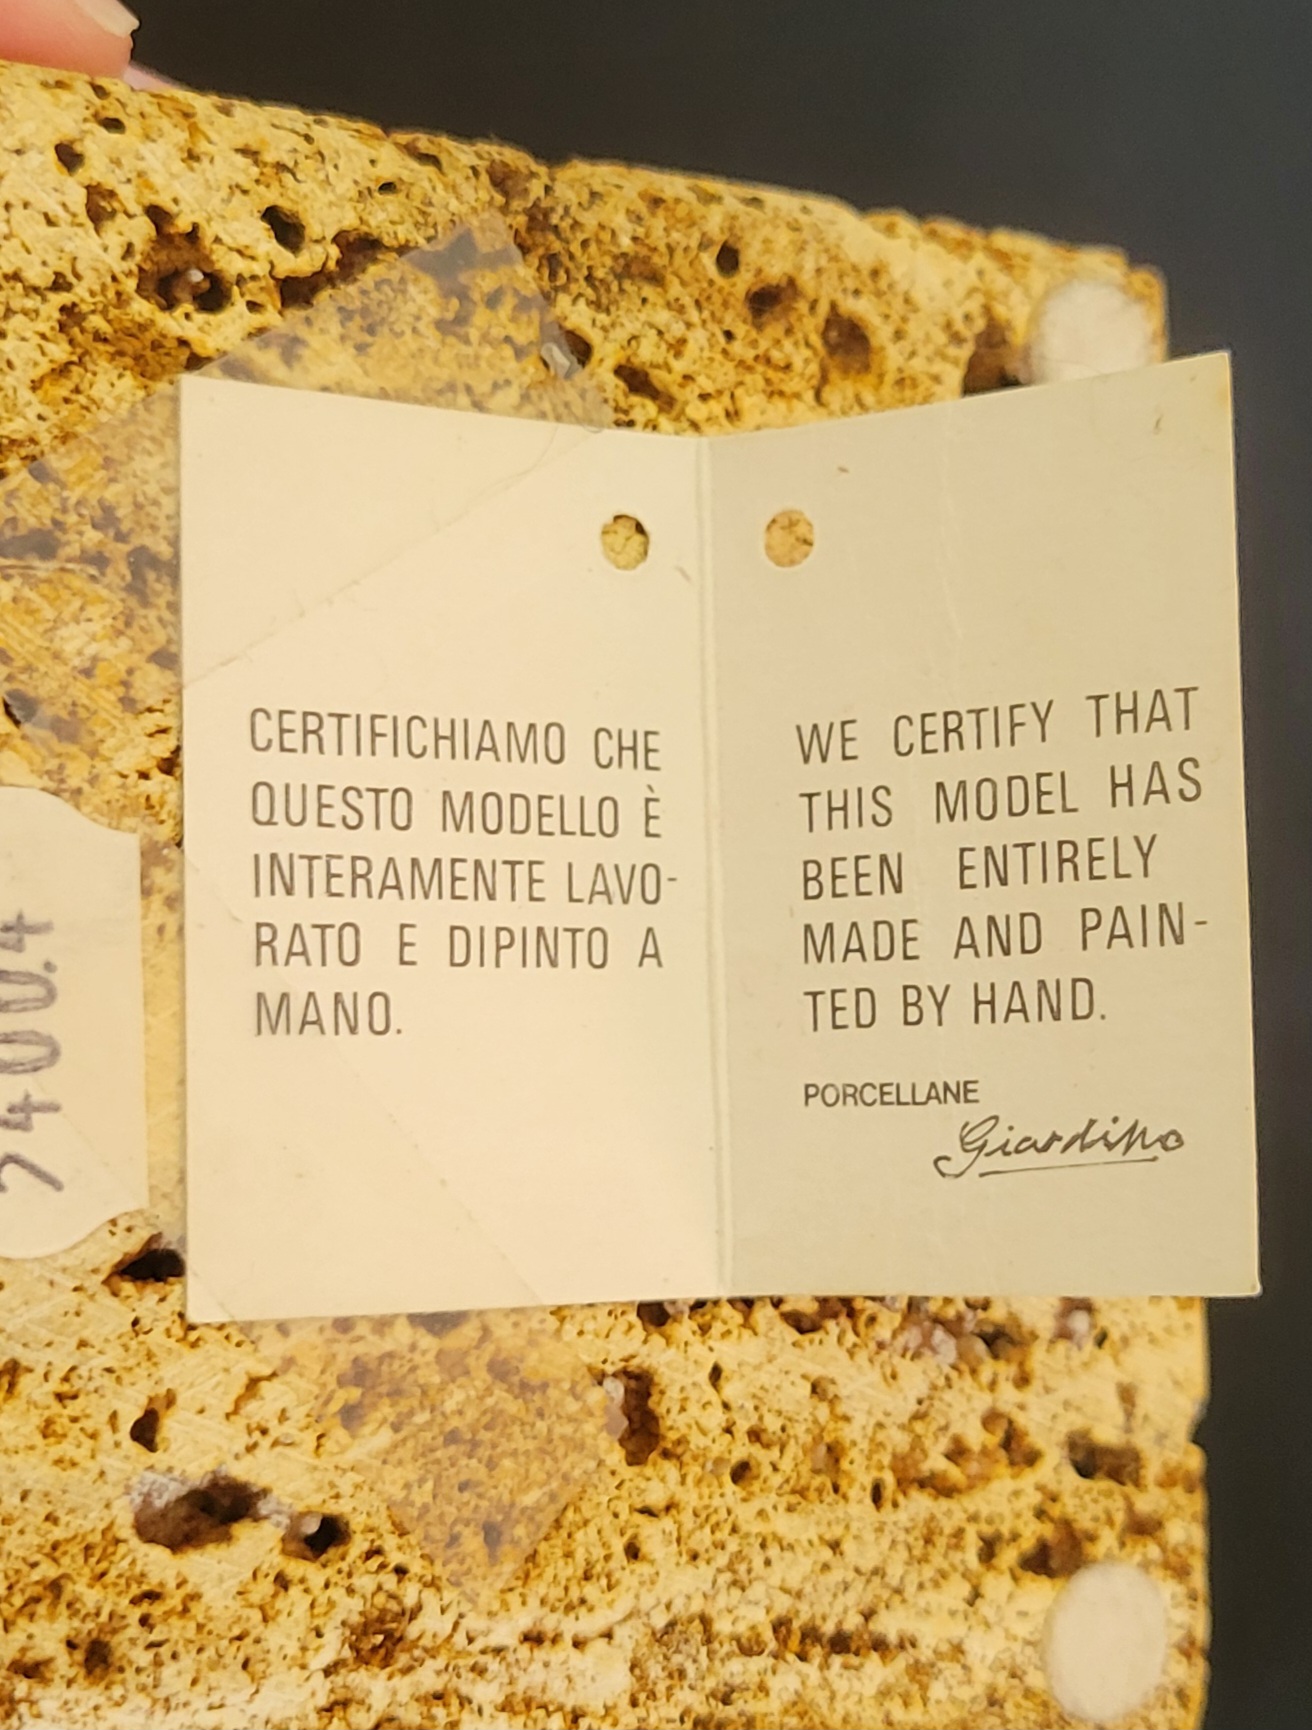 CERTIFICHIAMO CHE
QUESTO MODELLO È
INTERAMENTE LAVO-
RATO E DIPINTO A
MANO.
WE CERTIFY THAT
THIS MODEL HAS
BEEN ENTIRELY
MADE AND PAIN-
TED BY HAND.
PORCELLANE
Giardino